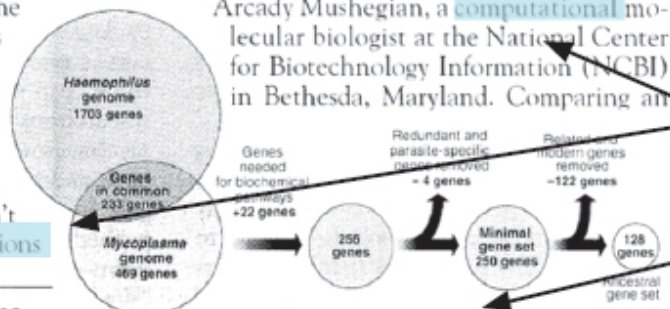 he
Arcady Mushegian, a computational mo-
lecular biologist at the National Center
for Biotechnology Information (NCBI)
in Bethesda, Maryland. Comparing an
Haemophilus
genome
1703 genes
Genes
in common
233 genes
Mycoplasma
genome
469 genes
't
ions
Genes
needed
for biochemical
pathways
+22 genes
256
genes
Redundant and
parasite-specific
genes removed
- 4 genes
Minimal
gene set
250 genes
Related
modern genes
removed
-122 genes
128
genes
Ancestral
gene set